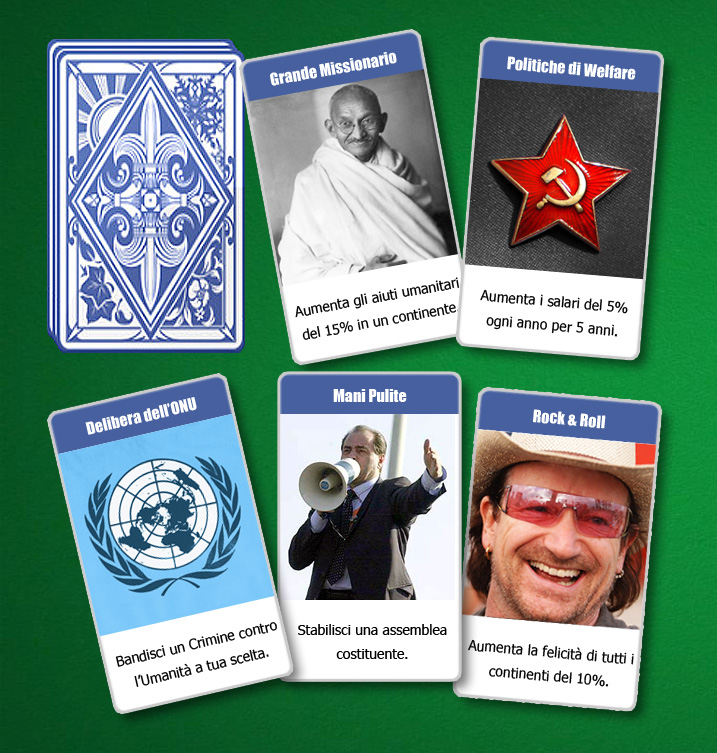 Grande Missionario
Aumenta gli aiuti umanitari
del 15% in un continente
Politiche di Welfare
Aumenta i salari del 5%
ogni anno per 5 anni.
Delibera dell'ONU
Bandisci un Crimine contro
l'Umanità a tua scelta.
Mani Pulite
Stabilisci una assemblea
costituente.
Rock & Roll
Aumenta la felicità di tutti i
continenti del 10%.